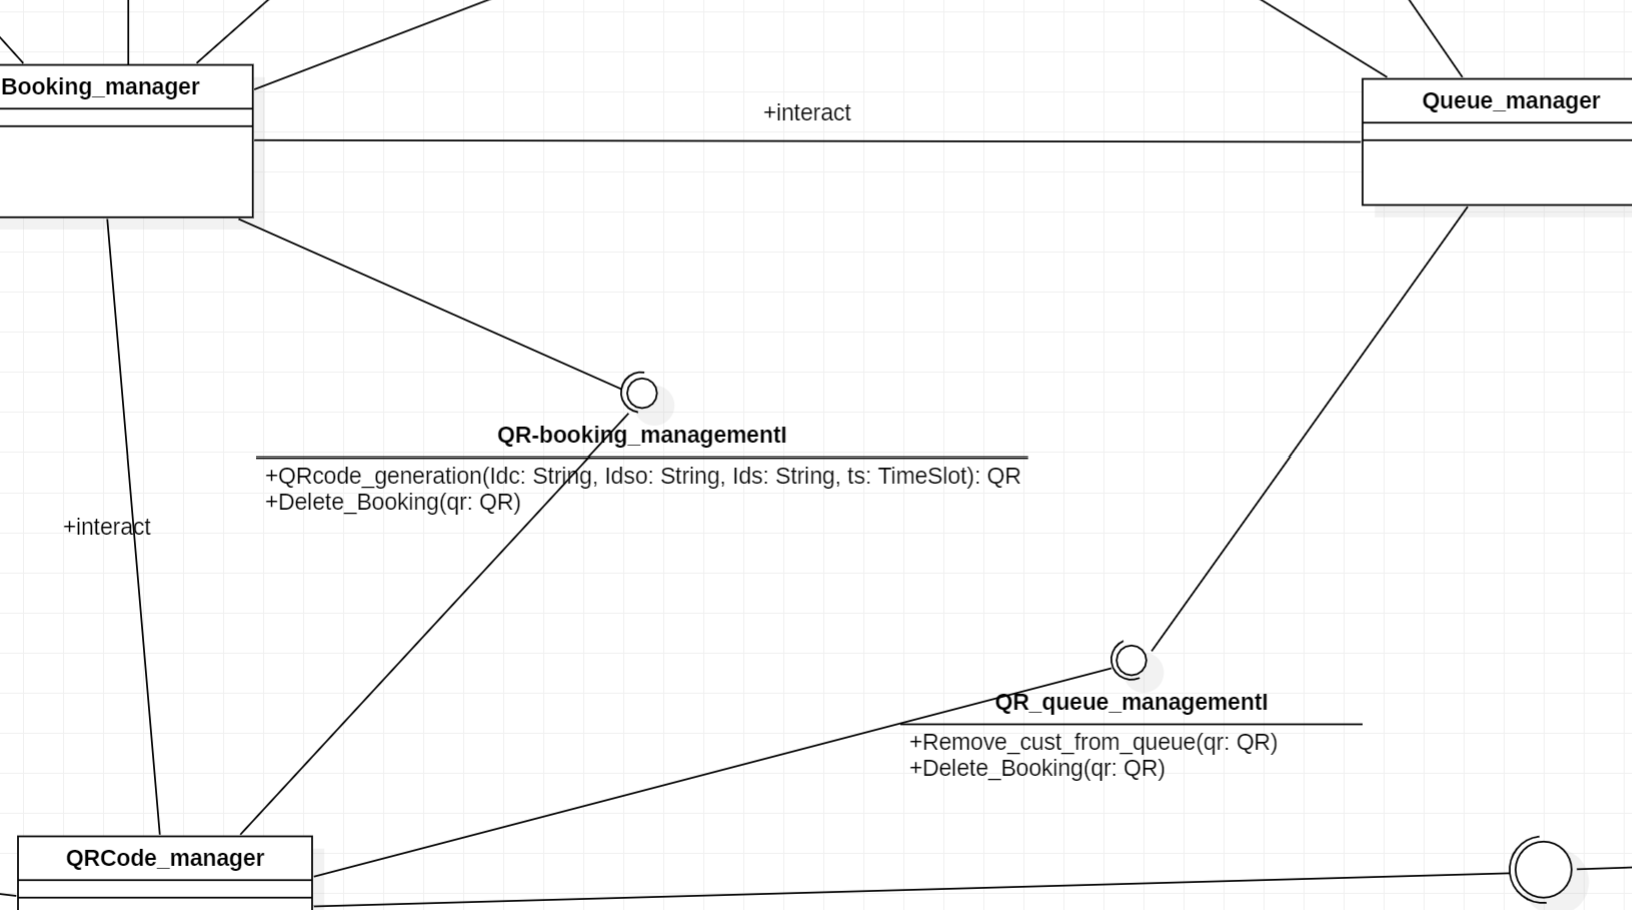 Booking_manager
Queue_manager
+interact
QR-booking_managementI
+QRcode_generation(Idc: String, Idso: String, Ids: String, ts: TimeSlot): QR
+Delete_Booking(qr: QR)
+interact
QR_queue_managementI
+Remove_cust_from_queue(qr: QR)
+Delete_Booking(qr: QR)
QRCode_manager